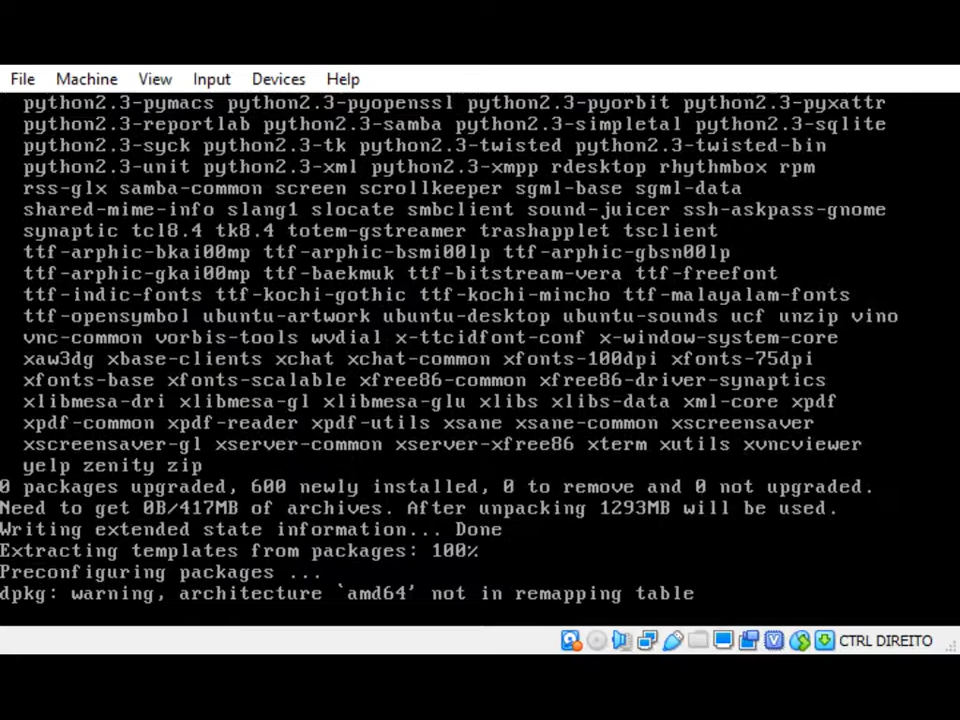 File Machine View Input Devices Help
python2.3-pymacs python2.3-pyopenssl python2.3-pyorbit python2.3-pyxattr
python2.3-reportlab python2.3-samba python2.3-simpletal python2.3-sqlite
python2.3-syck python2.3-tk python2.3-twisted python2.3-twisted-bin
python2.3-unit python2.3-xml python2.3-xmpp rdesktop rhythmbox rpm
rss-glx samba-common screen scrollkeeper sgml-base sgml-data
shared-mime-info slang1 slocate smbclient sound-juicer ssh-askpass-gnome
synaptic tcl8.4 tk8.4 totem-gstreamer trashapplet tsclient
ttf-arphic-bkai00mp ttf-arphic-bsmi00lp ttf-arphic-gbsn00lp
ttf-arphic-gkai00mp ttf-baekmuk ttf-bitstream-vera ttf-freefont
ttf-indic-fonts ttf-kochi-gothic ttf-kochi-mincho ttf-malayalam-fonts
ttf-opensymbol ubuntu-artwork ubuntu-desktop ubuntu-sounds ucf unzip vino
vnc-common vorbis-tools wvdial x-ttcidfont-conf x-window-system-core
xaw3dg xbase-clients xchat xchat-common xfonts-100dpi xfonts-75dpi
xfonts-base xfonts-scalable xfree86-common xfree86-driver-synaptics
xlibmesa-dri xlibmesa-gl xlibmesa-glu xlibs xlibs-data xml-core xpdf
xpdf-common xpdf-reader xpdf-utils xsane xsane-common xscreensaver
xscreensaver-gl xserver-common xserver-xfree86 xterm xutils xvncviewer
yelp zenity zip
0 packages upgraded, 600 newly installed, 0 to remove and 0 not upgraded.
Need to get 0B/417MB of archives. After unpacking 1293MB will be used.
Writing extended state information... Done
Extracting templates from packages: 100%
Preconfiguring packages ...
dpkg: warning, architecture `amd64' not in remapping table
CTRL DIREITO